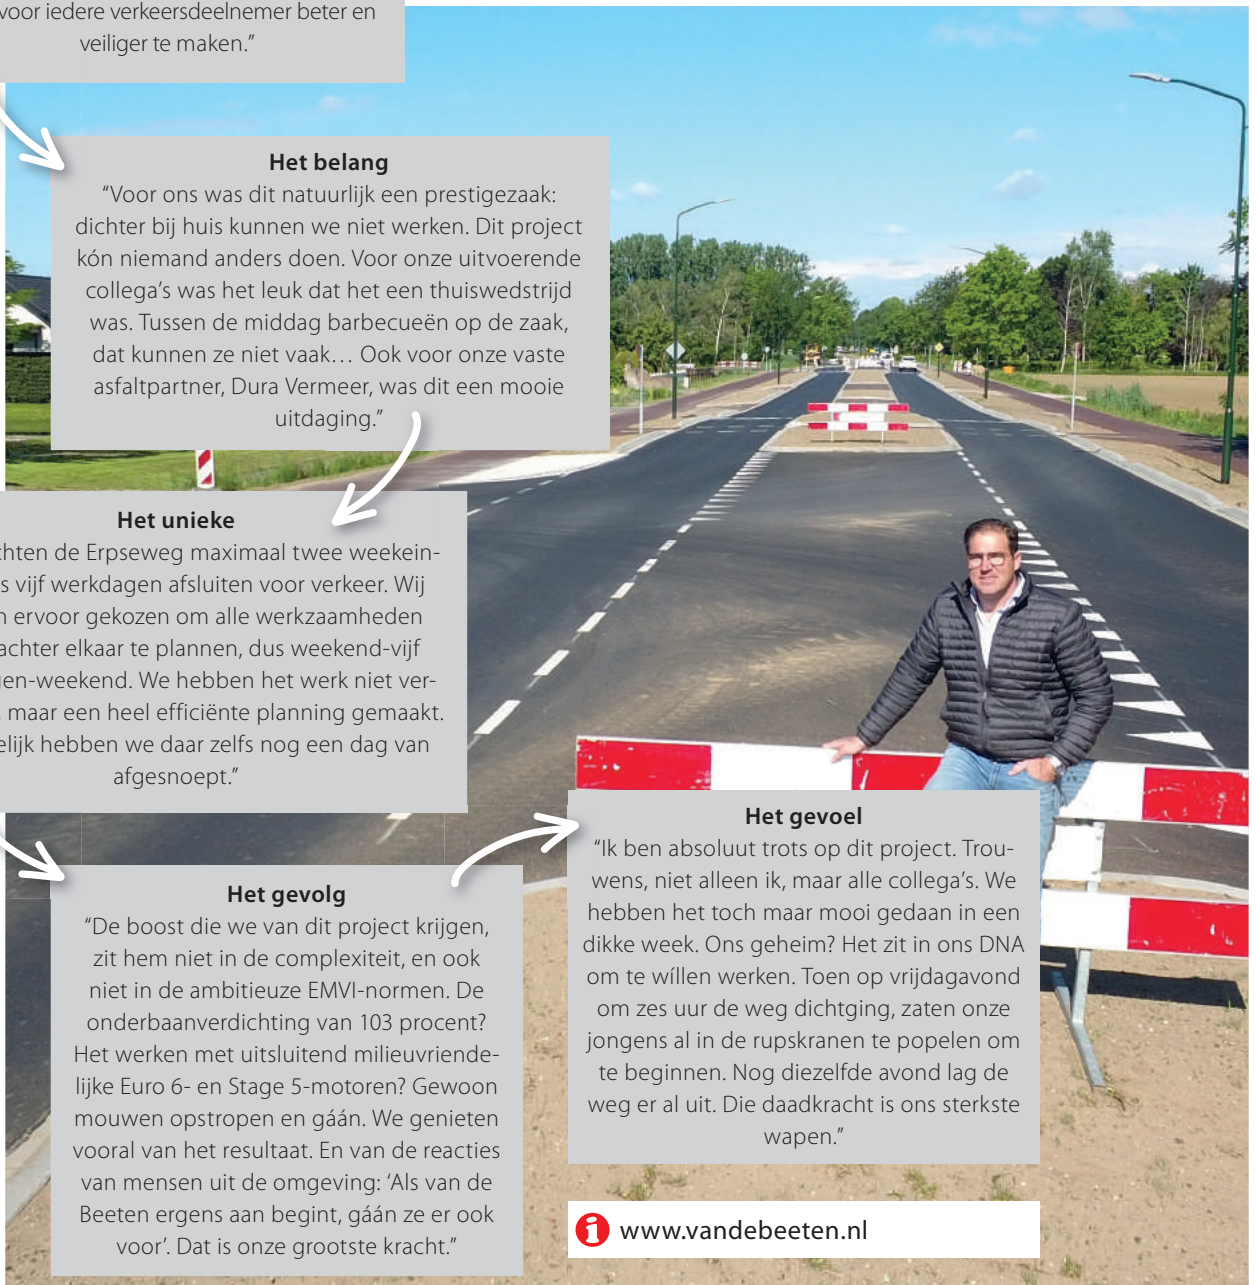 voor iedere verkeersdeelnemer beter en
veiliger te maken.”
Het belang
“Voor ons was dit natuurlijk een prestigezaak:
dichter bij huis kunnen we niet werken. Dit project
kón niemand anders doen. Voor onze uitvoerende
collega’s was het leuk dat het een thuiswedstrijd
was. Tussen de middag barbecueën op de zaak,
dat kunnen ze niet vaak… Ook voor onze vaste
asfaltpartner, Dura Vermeer, was dit een mooie
uitdaging.”
Het unieke
chten de Erpseweg maximaal twee weekein-
s vijf werkdagen afsluiten voor verkeer. Wij
n ervoor gekozen om alle werkzaamheden
achter elkaar te plannen, dus weekend-vijf
gen-weekend. We hebben het werk niet ver-
, maar een heel efficiënte planning gemaakt.
elijk hebben we daar zelfs nog een dag van
afgesnoept.”
Het gevolg
“De boost die we van dit project krijgen,
zit hem niet in de complexiteit, en ook
niet in de ambitieuze EMVI-normen. De
onderbaanverdichting van 103 procent?
Het werken met uitsluitend milieuvriende-
lijke Euro 6- en Stage 5-motoren? Gewoon
mouwen opstropen en gáán. We genieten
vooral van het resultaat. En van de reacties
van mensen uit de omgeving: ‘Als van de
Beeten ergens aan begint, gáán ze er ook
voor’. Dat is onze grootste kracht.”
Het gevoel
“Ik ben absoluut trots op dit project. Trou-
wens, niet alleen ik, maar alle collega’s. We
hebben het toch maar mooi gedaan in een
dikke week. Ons geheim? Het zit in ons DNA
om te wíllen werken. Toen op vrijdagavond
om zes uur de weg dichtging, zaten onze
jongens al in de rupskranen te popelen om
te beginnen. Nog diezelfde avond lag de
weg er al uit. Die daadkracht is ons sterkste
wapen.”
www.vandebeeten.nl